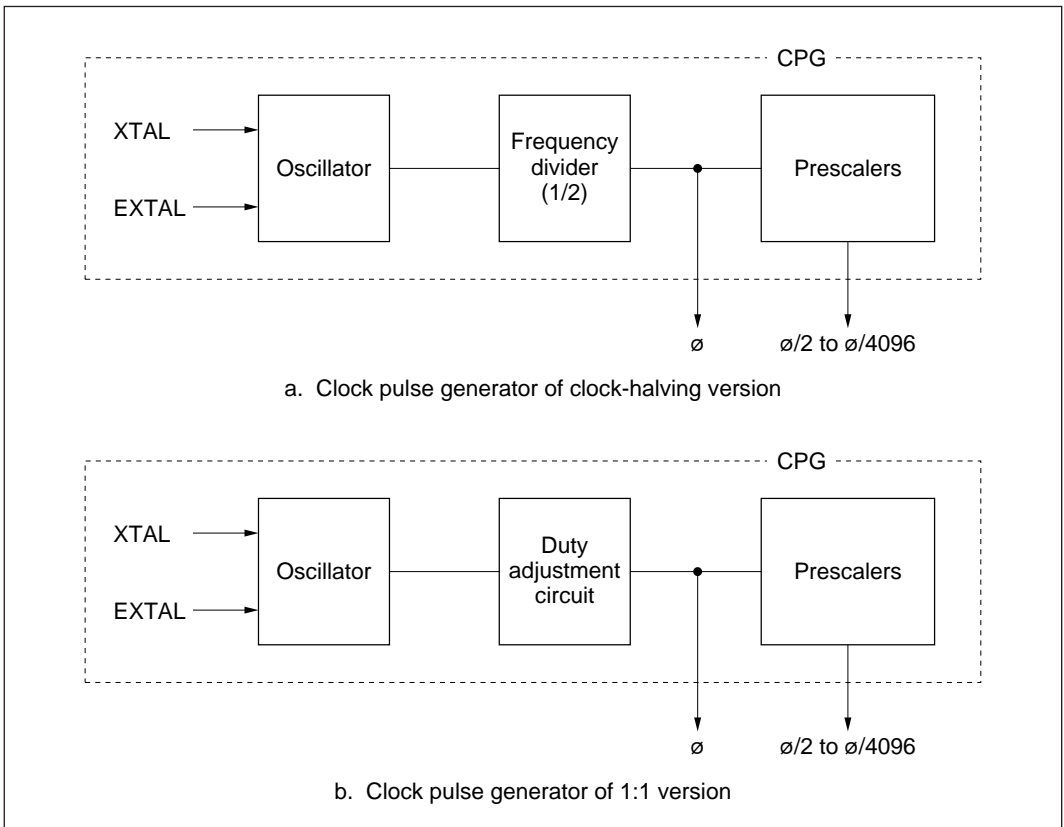 CPG
XTAL
EXTAL
Oscillator
Frequency
divider
(1/2)
Prescalers
ø
ø/2 to ø/4096
a. Clock pulse generator of clock-halving version
CPG
XTAL
EXTAL
Oscillator
Duty
adjustment
circuit
Prescalers
ø
ø/2 to ø/4096
b. Clock pulse generator of 1:1 version